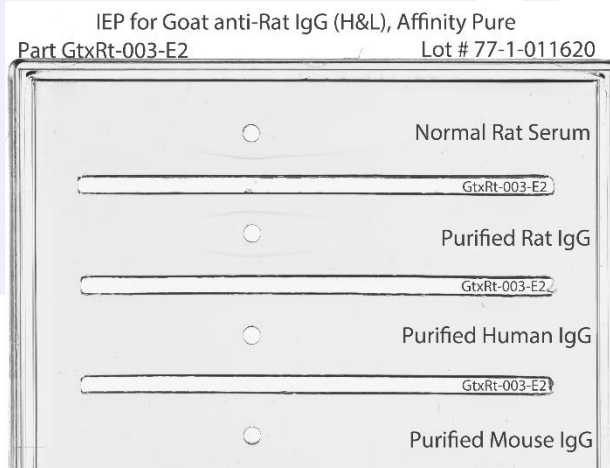 IEP for Goat anti-Rat IgG (H&L), Affinity Pure
Part GtxRt-003-E2 Lot # 77-1-011620
Normal Rat Serum
GtxRt-003-E2
Purified Rat IgG
GtxRt-003-E2
Purified Human IgG
GtxRt-003-E2
Purified Mouse IgG